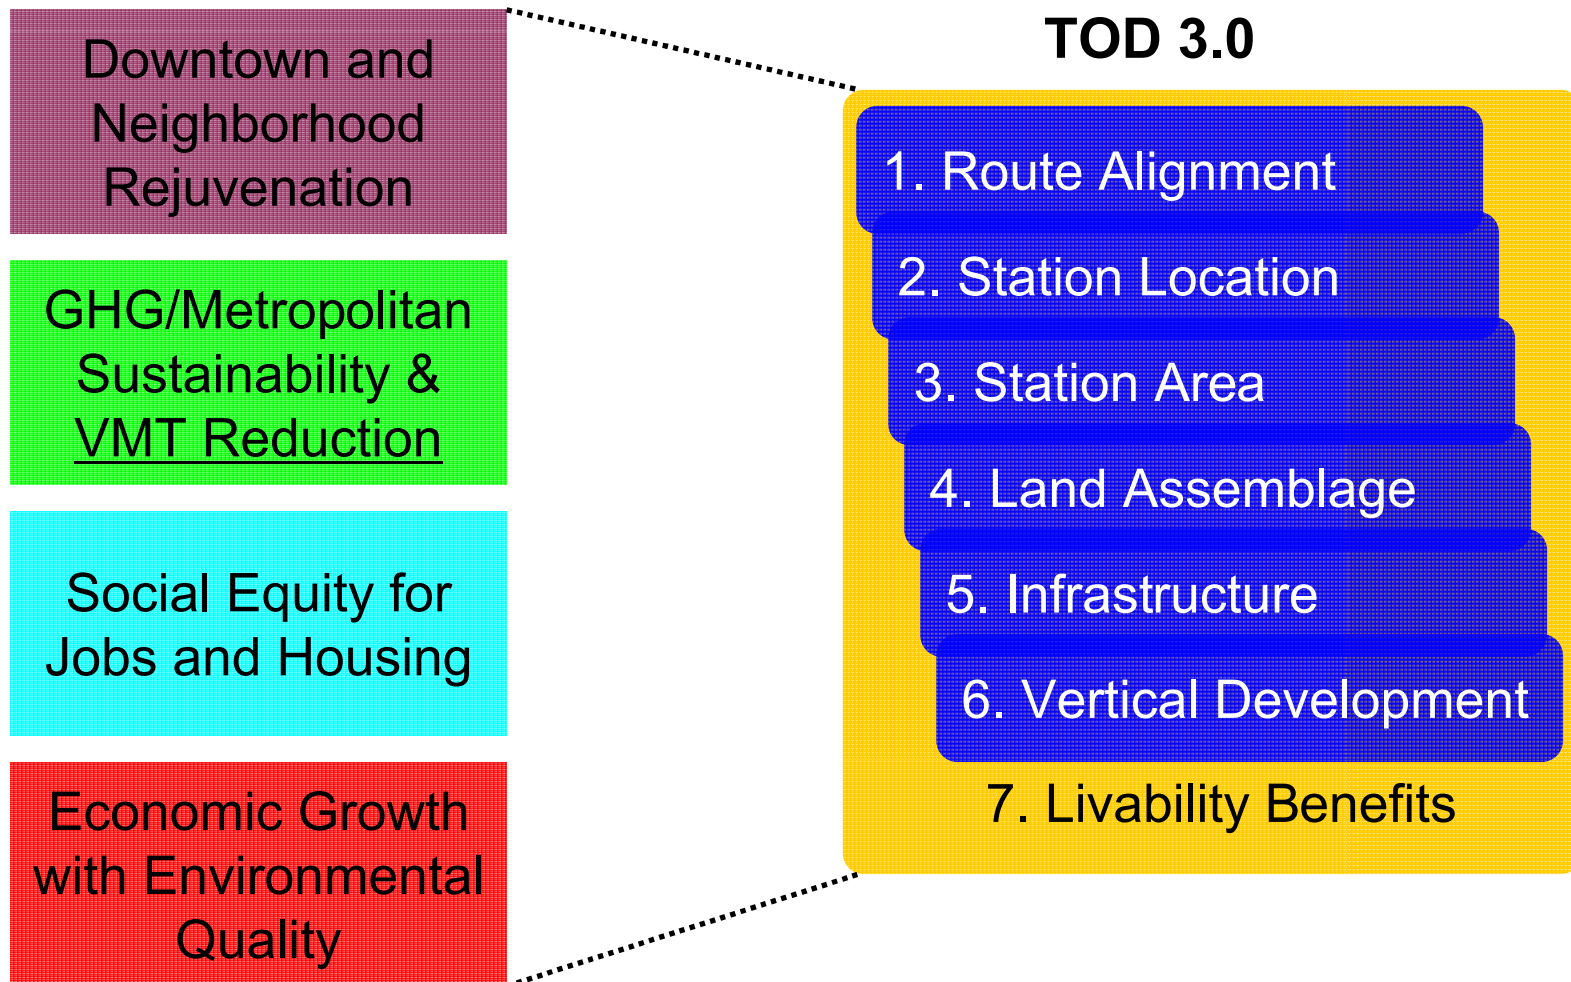 Downtown and
Neighborhood
Rejuvenation
GHG/Metropolitan
Sustainability &
VMT Reduction
Social Equity for
Jobs and Housing
Economic Growth
with Environmental
Quality
TOD 3.0
1. Route Alignment
2. Station Location
3. Station Area
4. Land Assemblage
5. Infrastructure
6. Vertical Development
7. Livability Benefits